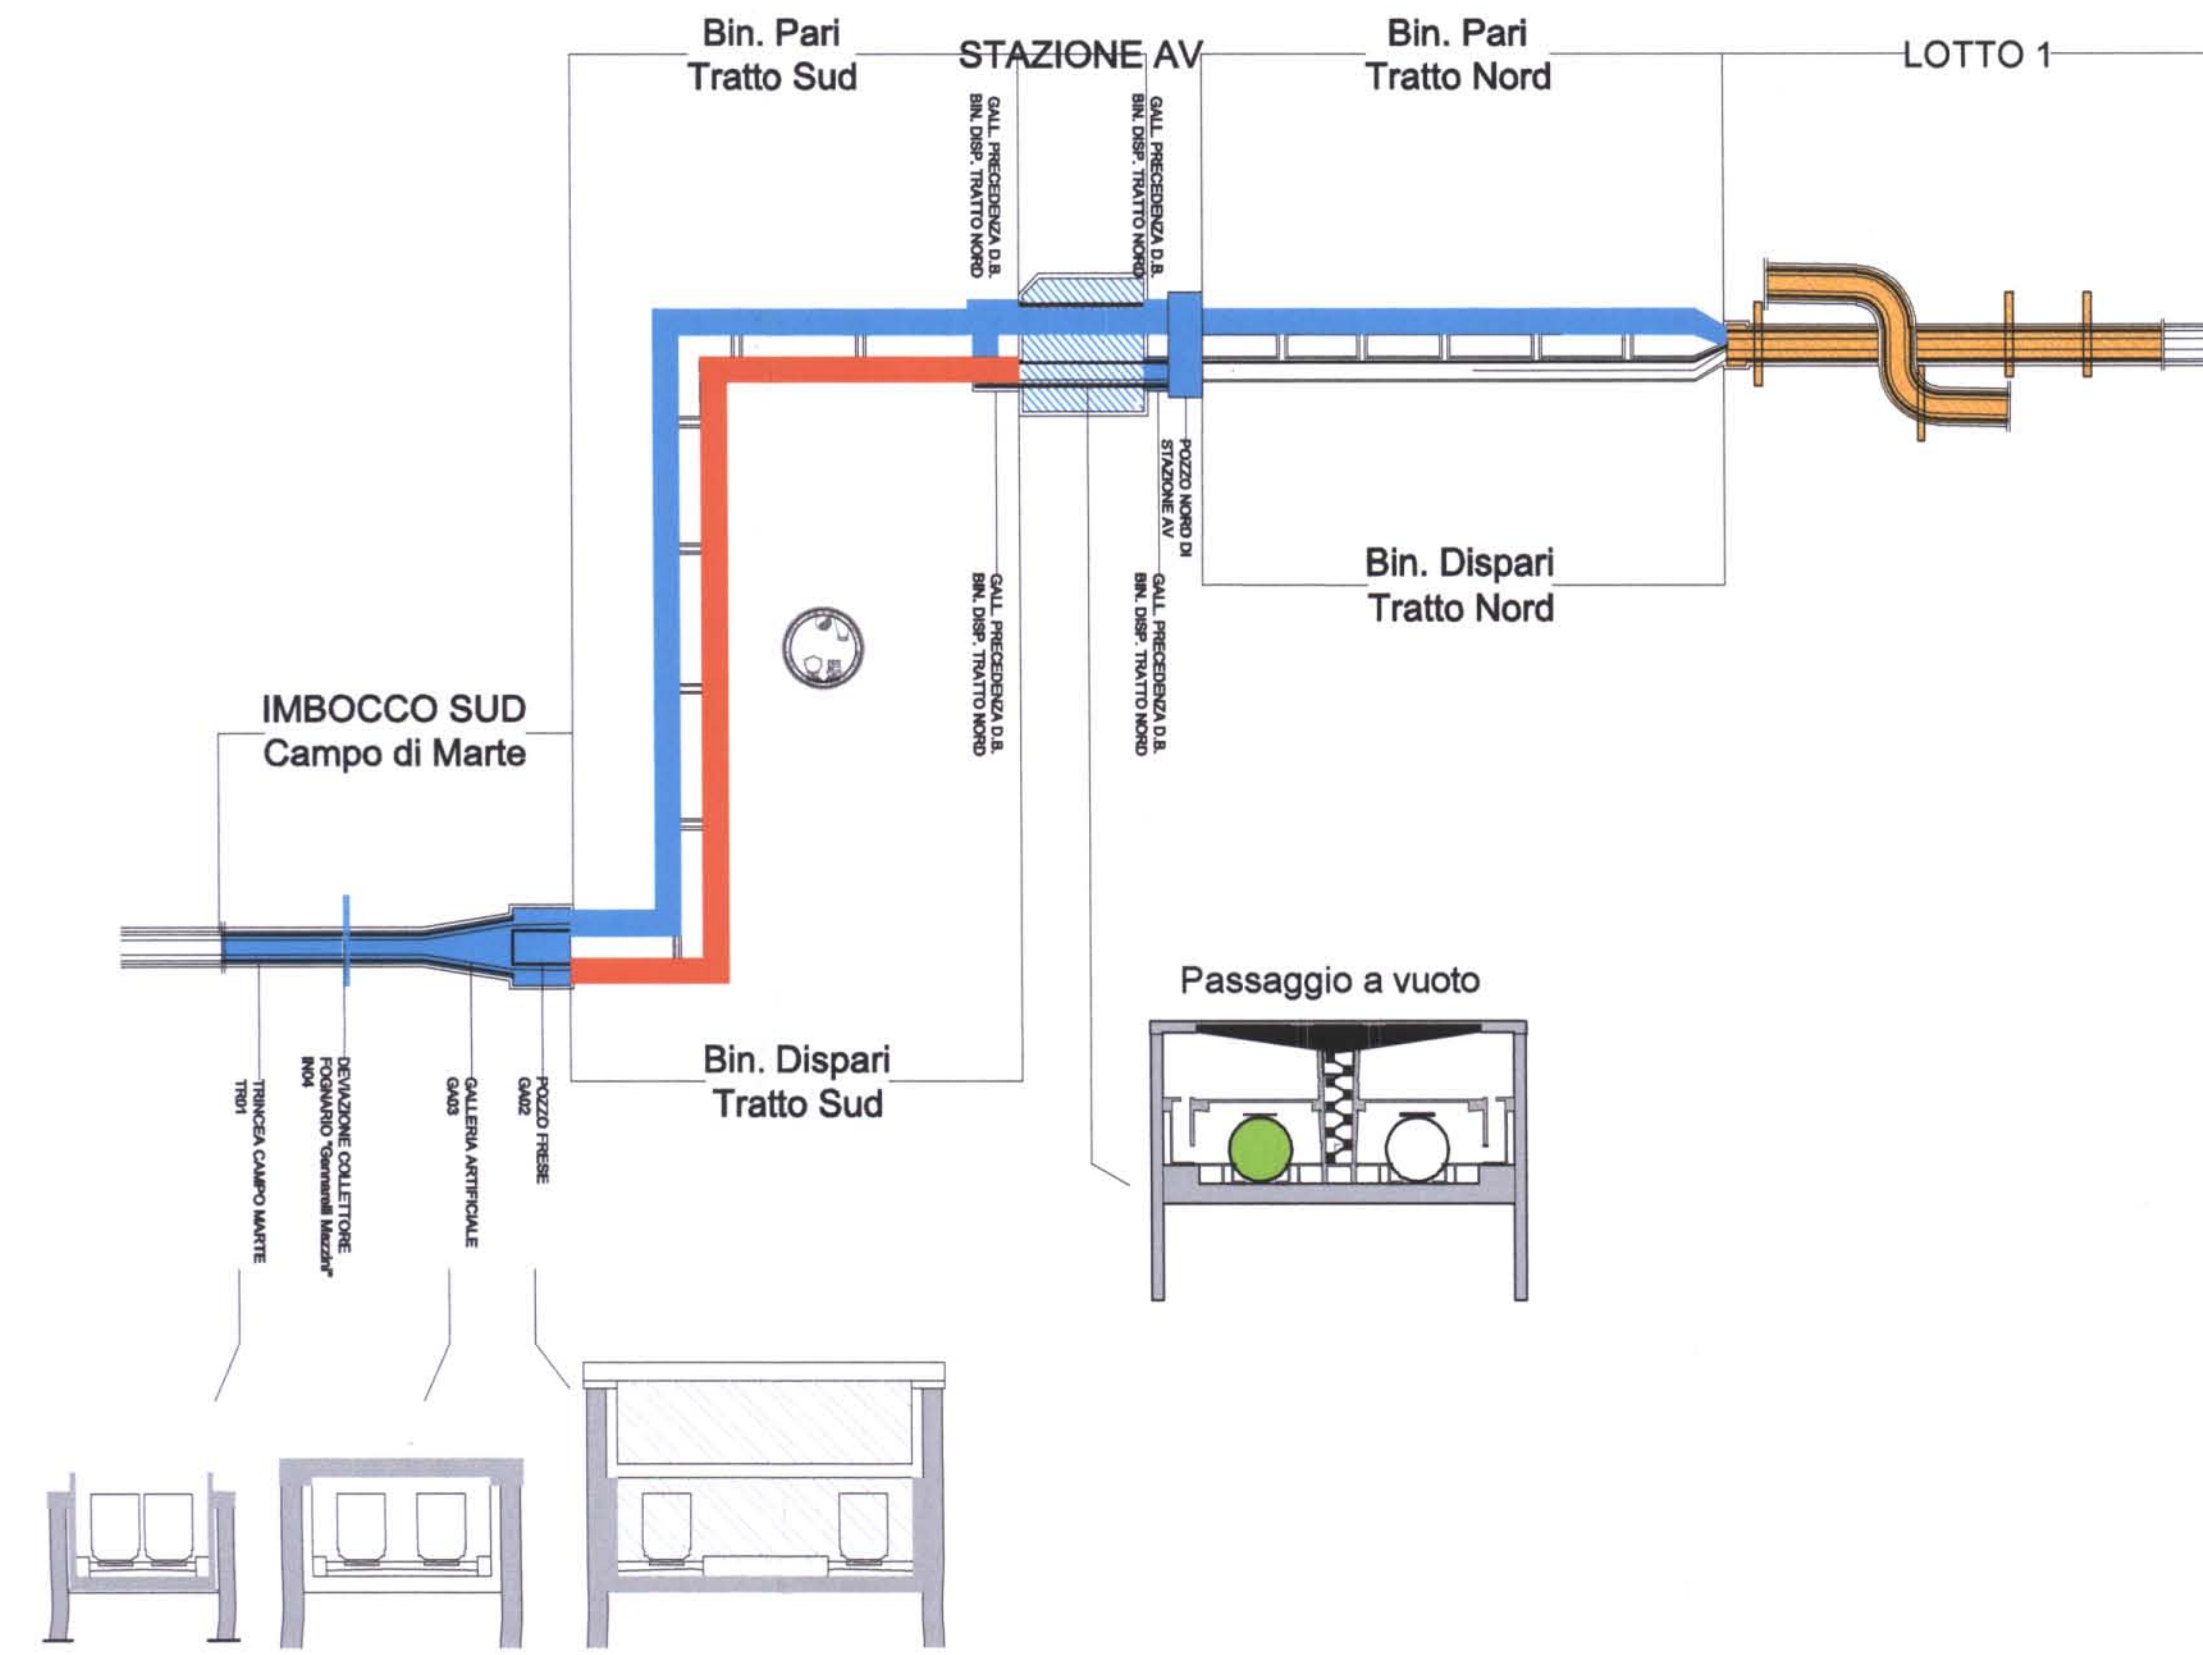 Bin. Pari
Tratto Sud
STAZIONE AV
Bin. Pari
Tratto Nord
LOTTO 1
GALL. PRECEDENZA D.B.
BIN. DISP. TRATTO NORD
GALL. PRECEDENZA D.B.
BIN. DISP. TRATTO NORD
POZZO NORD DI
STAZIONE AV
GALL. PRECEDENZA D.B.
BIN. DISP. TRATTO NORD
GALL. PRECEDENZA D.B.
BIN. DISP. TRATTO NORD
Bin. Dispari
Tratto Nord
IMBOCCO SUD
Campo di Marte
Passaggio a vuoto
Bin. Dispari
Tratto Sud
TRINCEA CAMPO MARTE
TR01
DEVIAZIONE COLLETTORE
FOGNARIO "Gennarelli Mazzini"
IN04
GALLERIA ARTIFICIALE
GA03
POZZO FRESE
GA02